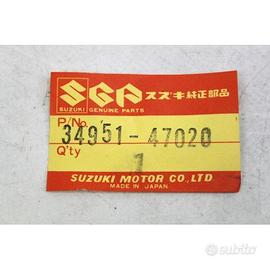 SGP スズキ純正部品
SUZUKI GENUINE PARTS
P/No.
34951-47020
Q'ty 1
SUZUKI MOTOR CO.,LTD.
MADE IN JAPAN
subito